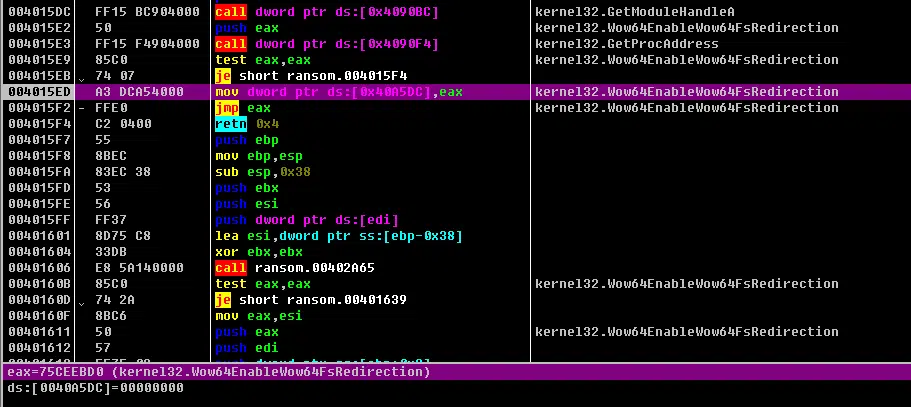 004015DC FF15 BC904000 call dword ptr ds:[0x4090BC] kernel32.GetModuleHandleA
004015E2 50 push eax kernel32.Wow64EnableWow64FsRedirection
004015E3 FF15 F4904000 call dword ptr ds:[0x4090F4] kernel32.GetProcAddress
004015E9 85C0 test eax,eax kernel32.Wow64EnableWow64FsRedirection
004015EB 74 07 je short ransom.004015F4
004015ED A3 DCA54000 mov dword ptr ds:[0x40A5DC],eax kernel32.Wow64EnableWow64FsRedirection
004015F2 - FFE0 jmp eax kernel32.Wow64EnableWow64FsRedirection
004015F4 C2 0400 retn 0x4
004015F7 55 push ebp
004015F8 8BEC mov ebp,esp
004015FA 83EC 38 sub esp,0x38
004015FD 53 push ebx
004015FE 56 push esi
004015FF FF37 push dword ptr ds:[edi]
00401601 8D75 C8 lea esi,dword ptr ss:[ebp-0x38]
00401604 33DB xor ebx,ebx
00401606 E8 5A140000 call ransom.00402A65
0040160B 85C0 test eax,eax kernel32.Wow64EnableWow64FsRedirection
0040160D 74 2A je short ransom.00401639
0040160F 8BC6 mov eax,esi
00401611 50 push eax kernel32.Wow64EnableWow64FsRedirection
00401612 57 push edi
eax=75CEEBD0 (kernel32.Wow64EnableWow64FsRedirection)
ds:[0040A5DC]=00000000